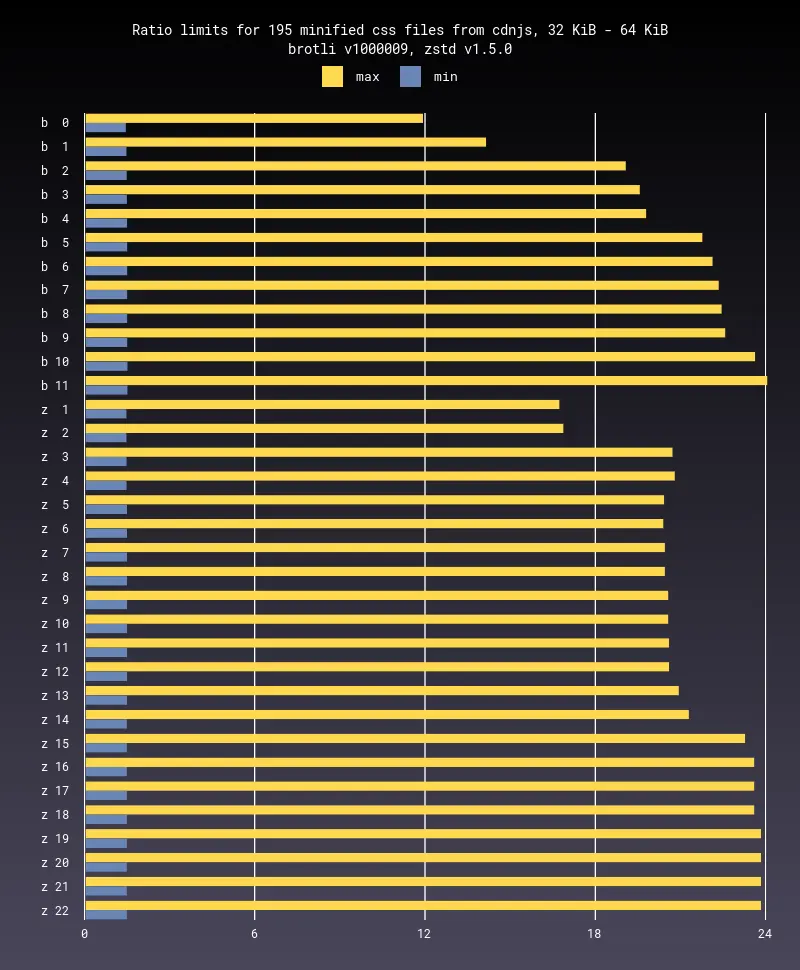 Ratio limits for 195 minified css files from cdnjs, 32 KiB - 64 KiB
brotli v1000009, zstd v1.5.0
max min
b 0
b 1
b 2
b 3
b 4
b 5
b 6
b 7
b 8
b 9
b 10
b 11
z 1
z 2
z 3
z 4
z 5
z 6
z 7
z 8
z 9
z 10
z 11
z 12
z 13
z 14
z 15
z 16
z 17
z 18
z 19
z 20
z 21
z 22
0 6 12 18 24